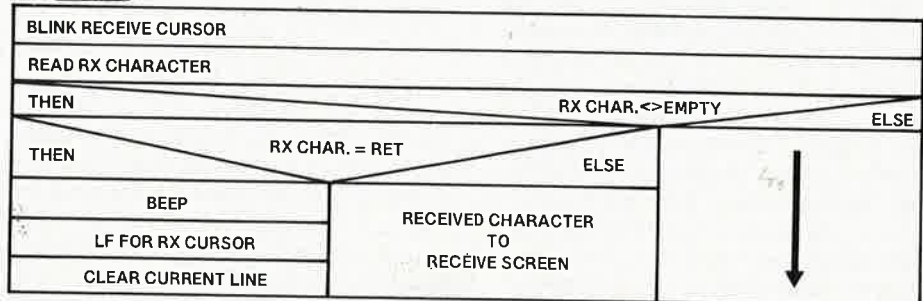 BLINK RECEIVE CURSOR
READ RX CHARACTER
THEN
RX CHAR.<>EMPTY
ELSE
THEN
RX CHAR. = RET
ELSE
BEEP
LF FOR RX CURSOR
CLEAR CURRENT LINE
RECEIVED CHARACTER
TO
RECEIVE SCREEN